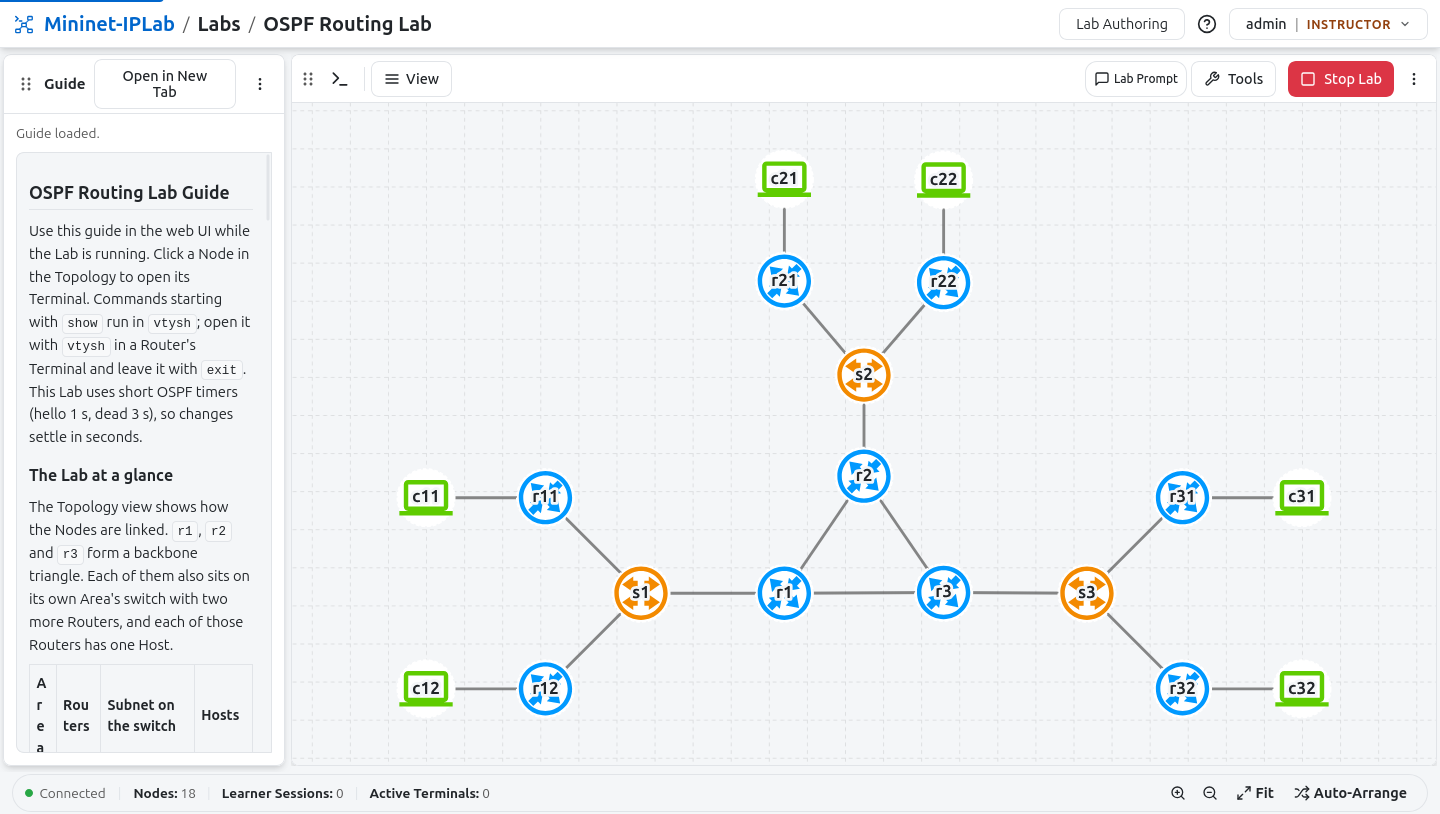 Mininet-IPLab / Labs / OSPF Routing Lab
Lab Authoring
admin | INSTRUCTOR
Guide
Open in New
Tab
View
Lab Prompt
Tools
Stop Lab
Guide loaded.
OSPF Routing Lab Guide
Use this guide in the web UI while
the Lab is running. Click a Node in
the Topology to open its
Terminal. Commands starting
with show run in vtysh; open it
with vtysh in a Router's
Terminal and leave it with exit.
This Lab uses short OSPF timers
(hello 1 s, dead 3 s), so changes
settle in seconds.
The Lab at a glance
The Topology view shows how
the Nodes are linked. r1, r2
and r3 form a backbone
triangle. Each of them also sits on
its own Area's switch with two
more Routers, and each of those
Routers has one Host.
Area
Routers
Subnet on
the switch
Hosts
c21
c22
r21
r22
s2
r2
c11
r11
r31
c31
s1
r1
r3
s3
c12
r12
r32
c32
Connected
Nodes: 18
Learner Sessions: 0
Active Terminals: 0
Fit
Auto-Arrange